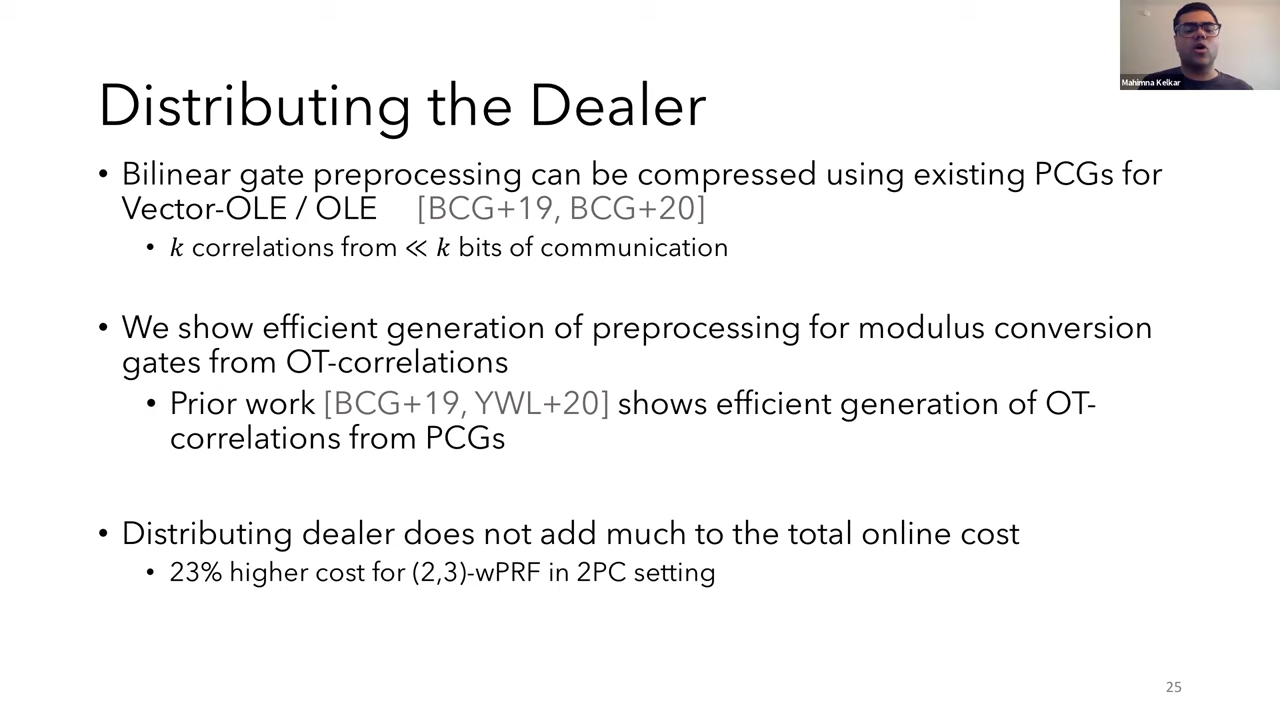 Mahimna Kelkar
Distributing the Dealer
• Bilinear gate preprocessing can be compressed using existing PCGs for
Vector-OLE / OLE [BCG+19, BCG+20]
• k correlations from ≪ k bits of communication
• We show efficient generation of preprocessing for modulus conversion
gates from OT-correlations
• Prior work [BCG+19, YWL+20] shows efficient generation of OT-
correlations from PCGs
• Distributing dealer does not add much to the total online cost
• 23% higher cost for (2,3)-wPRF in 2PC setting
25